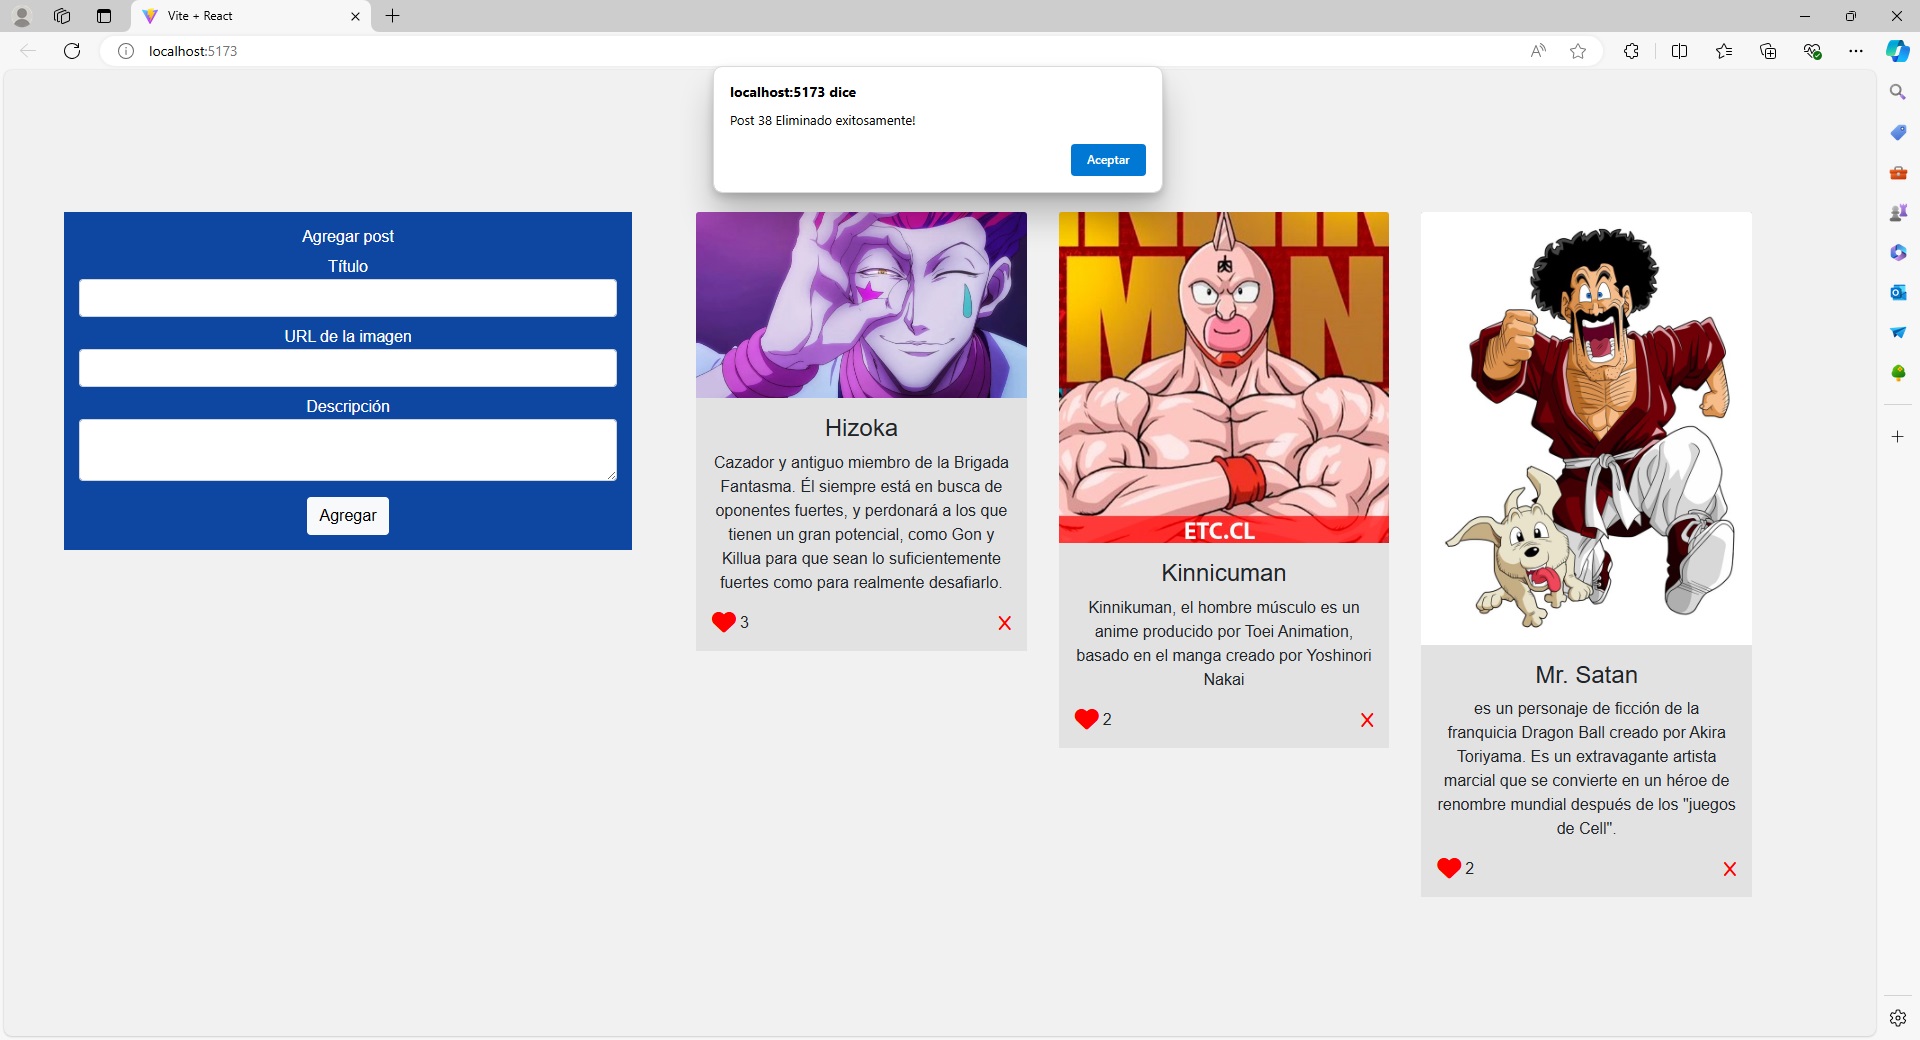 Vite + React
localhost:5173
localhost:5173 dice
Post 38 Eliminado exitosamente!
Aceptar
Agregar post
Título
URL de la imagen
Descripción
Agregar
Hizoka
Cazador y antiguo miembro de la Brigada
Fantasma. Él siempre está en busca de
oponentes fuertes, y perdonará a los que
tienen un gran potencial, como Gon y
Killua para que sean lo suficientemente
fuertes como para realmente desafiarlo.
3
X
MAN
肉
ETC.CL
Kinnicuman
Kinnikuman, el hombre músculo es un
anime producido por Toei Animation,
basado en el manga creado por Yoshinori
Nakai
2
X
Mr. Satan
es un personaje de ficción de la
franquicia Dragon Ball creado por Akira
Toriyama. Es un extravagante artista
marcial que se convierte en un héroe de
renombre mundial después de los "juegos
de Cell".
2
X